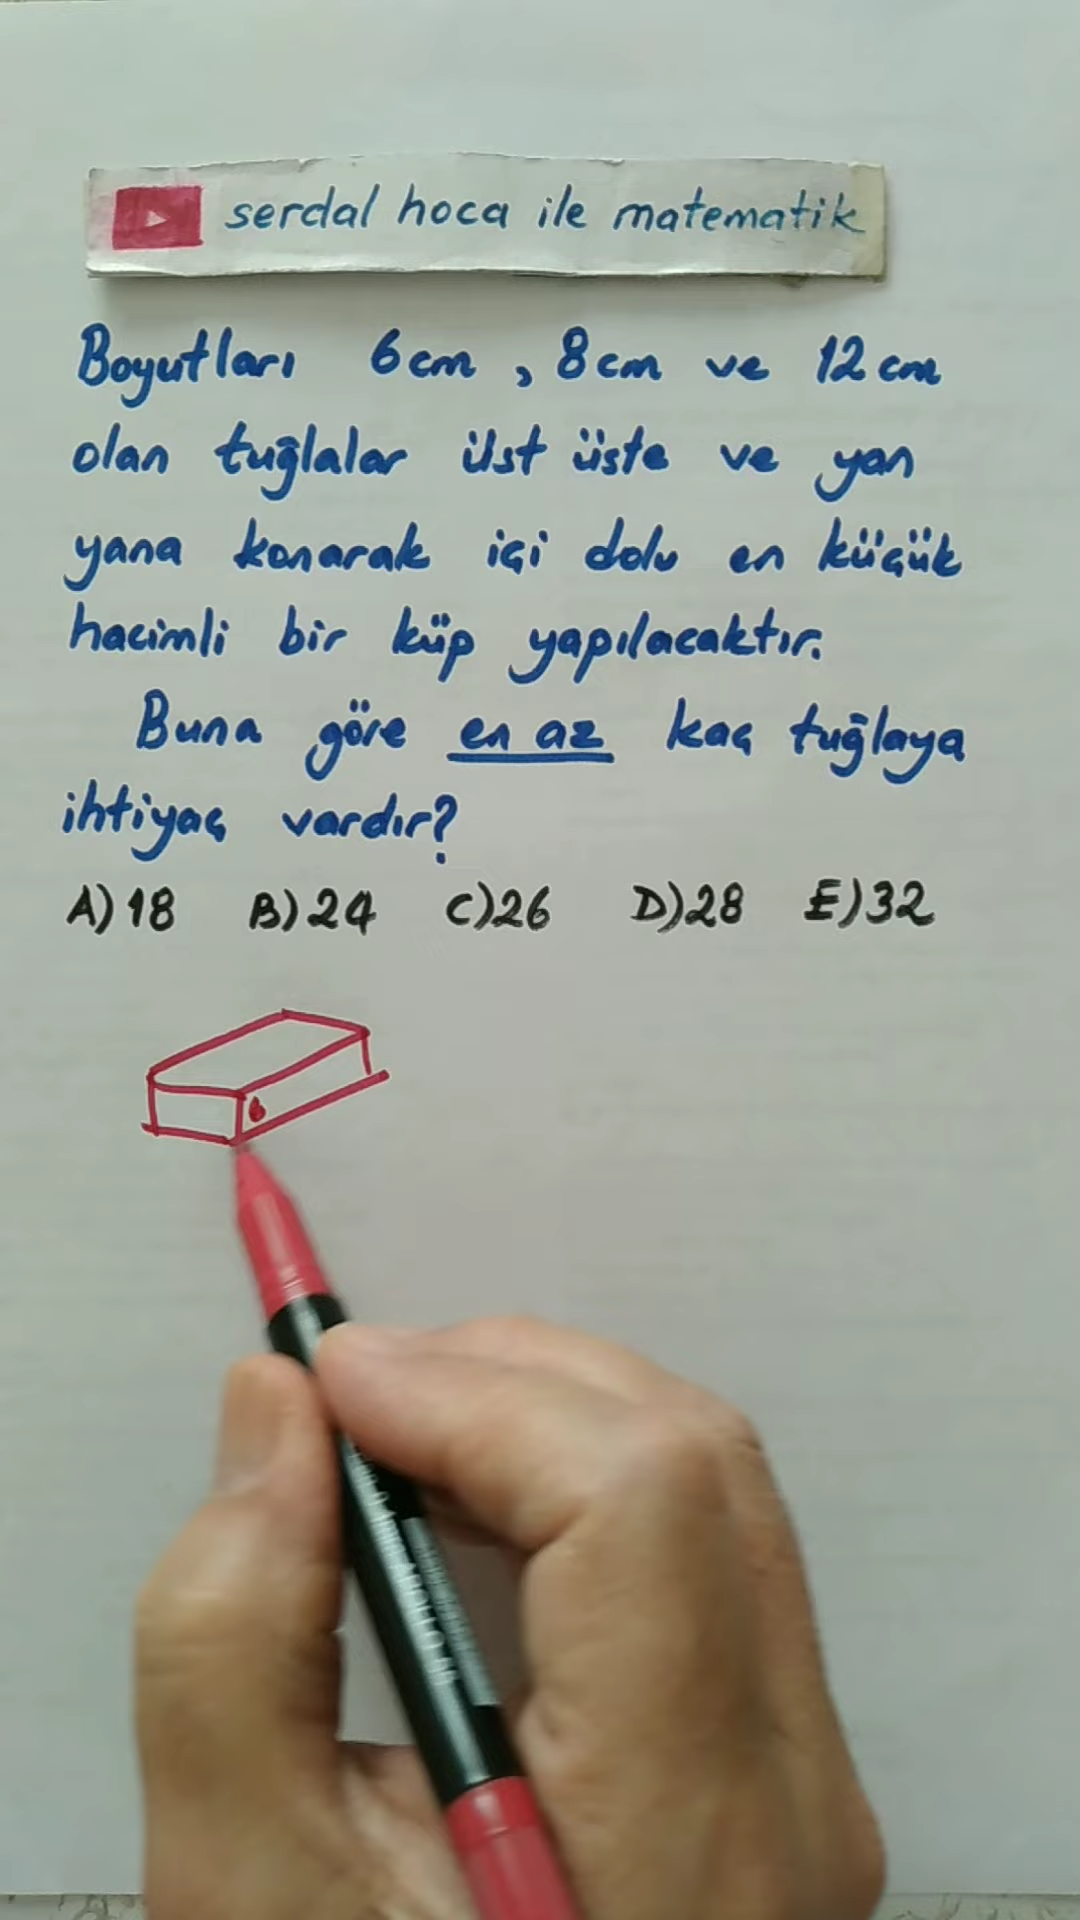 serdal hoca ile matematik
Boyutları 6cm, 8cm ve 12cm
olan tuğlalar üst üste ve yan
yana konarak içi dolu en küçük
hacimli bir küp yapılacaktır.
Buna göre en az kaç tuğlaya
ihtiyaç vardır?
A)18 B)24 C)26 D)28 E)32
6